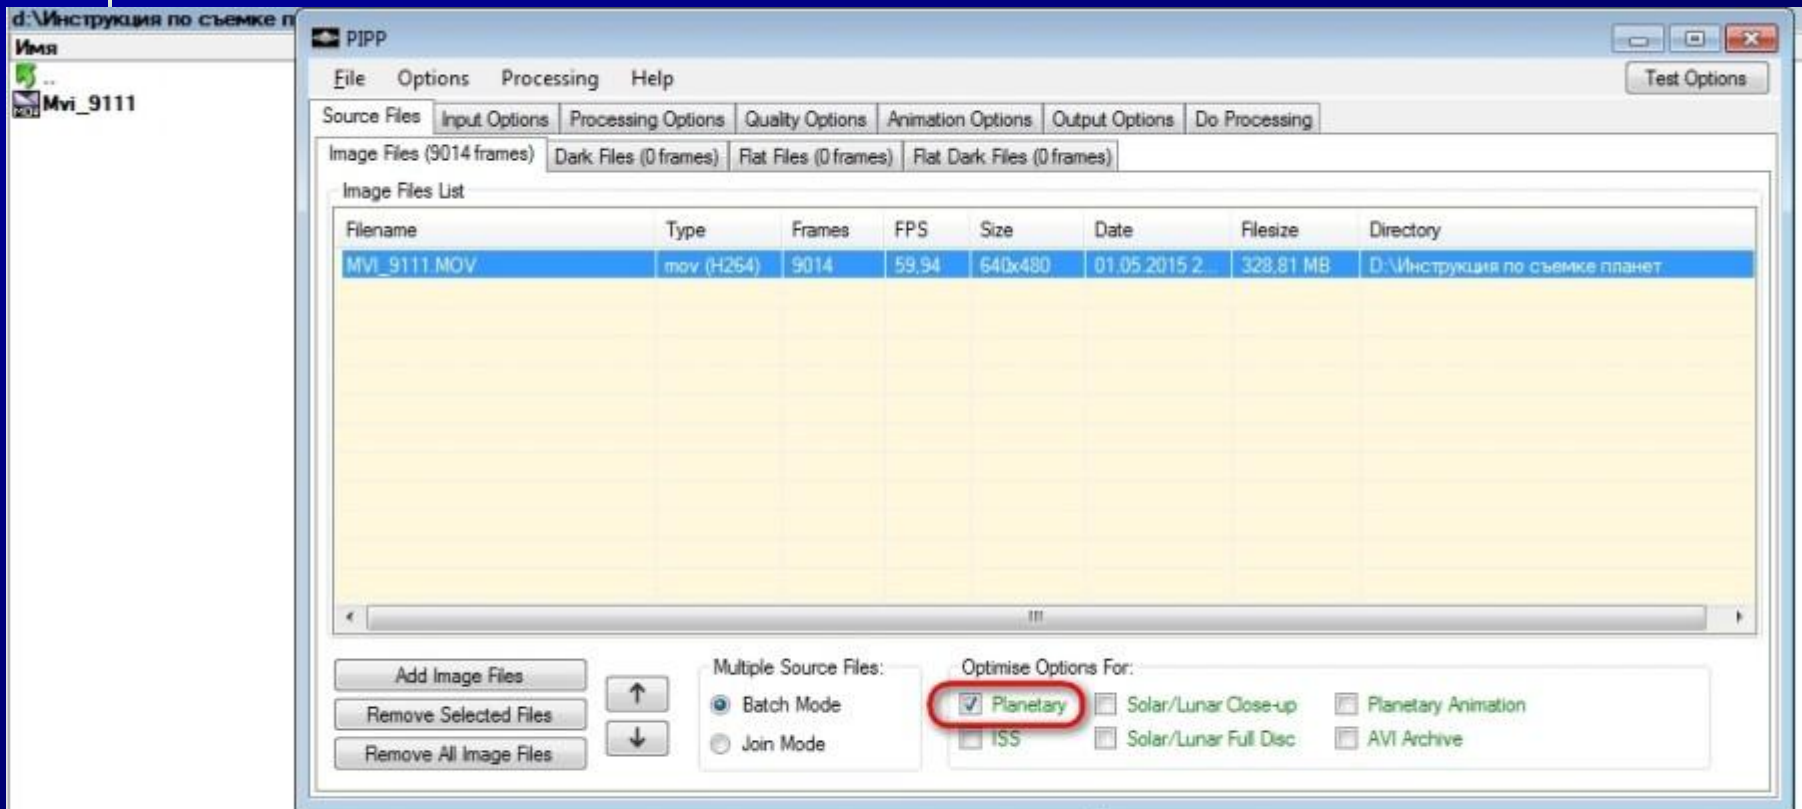 d:\Инструкция по съемке п
Имя
..
Mvi_9111
PIPP
File Options Processing Help
Test Options
Source Files Input Options Processing Options Quality Options Animation Options Output Options Do Processing
Image Files (9014 frames) Dark Files (0 frames) Flat Files (0 frames) Flat Dark Files (0 frames)
Image Files List
Filename Type Frames FPS Size Date Filesize Directory
MVI_9111.MOV mov (H264) 9014 59,94 640x480 01.05.2015 2... 328,81 MB D:\Инструкция по съемке планет
Add Image Files
Remove Selected Files
Remove All Image Files
Multiple Source Files:
Batch Mode
Join Mode
Optimise Options For:
Planetary Solar/Lunar Close-up Planetary Animation
ISS Solar/Lunar Full Disc AVI Archive